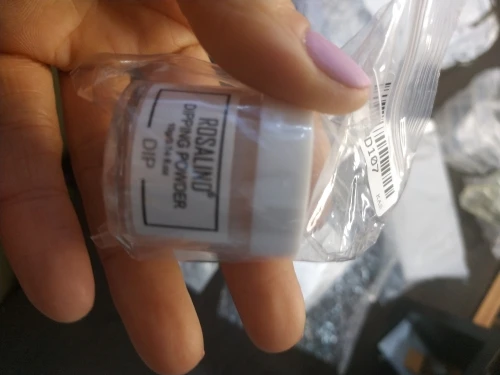 ROSALIND®
DIPPING POWDER
DIP
D107